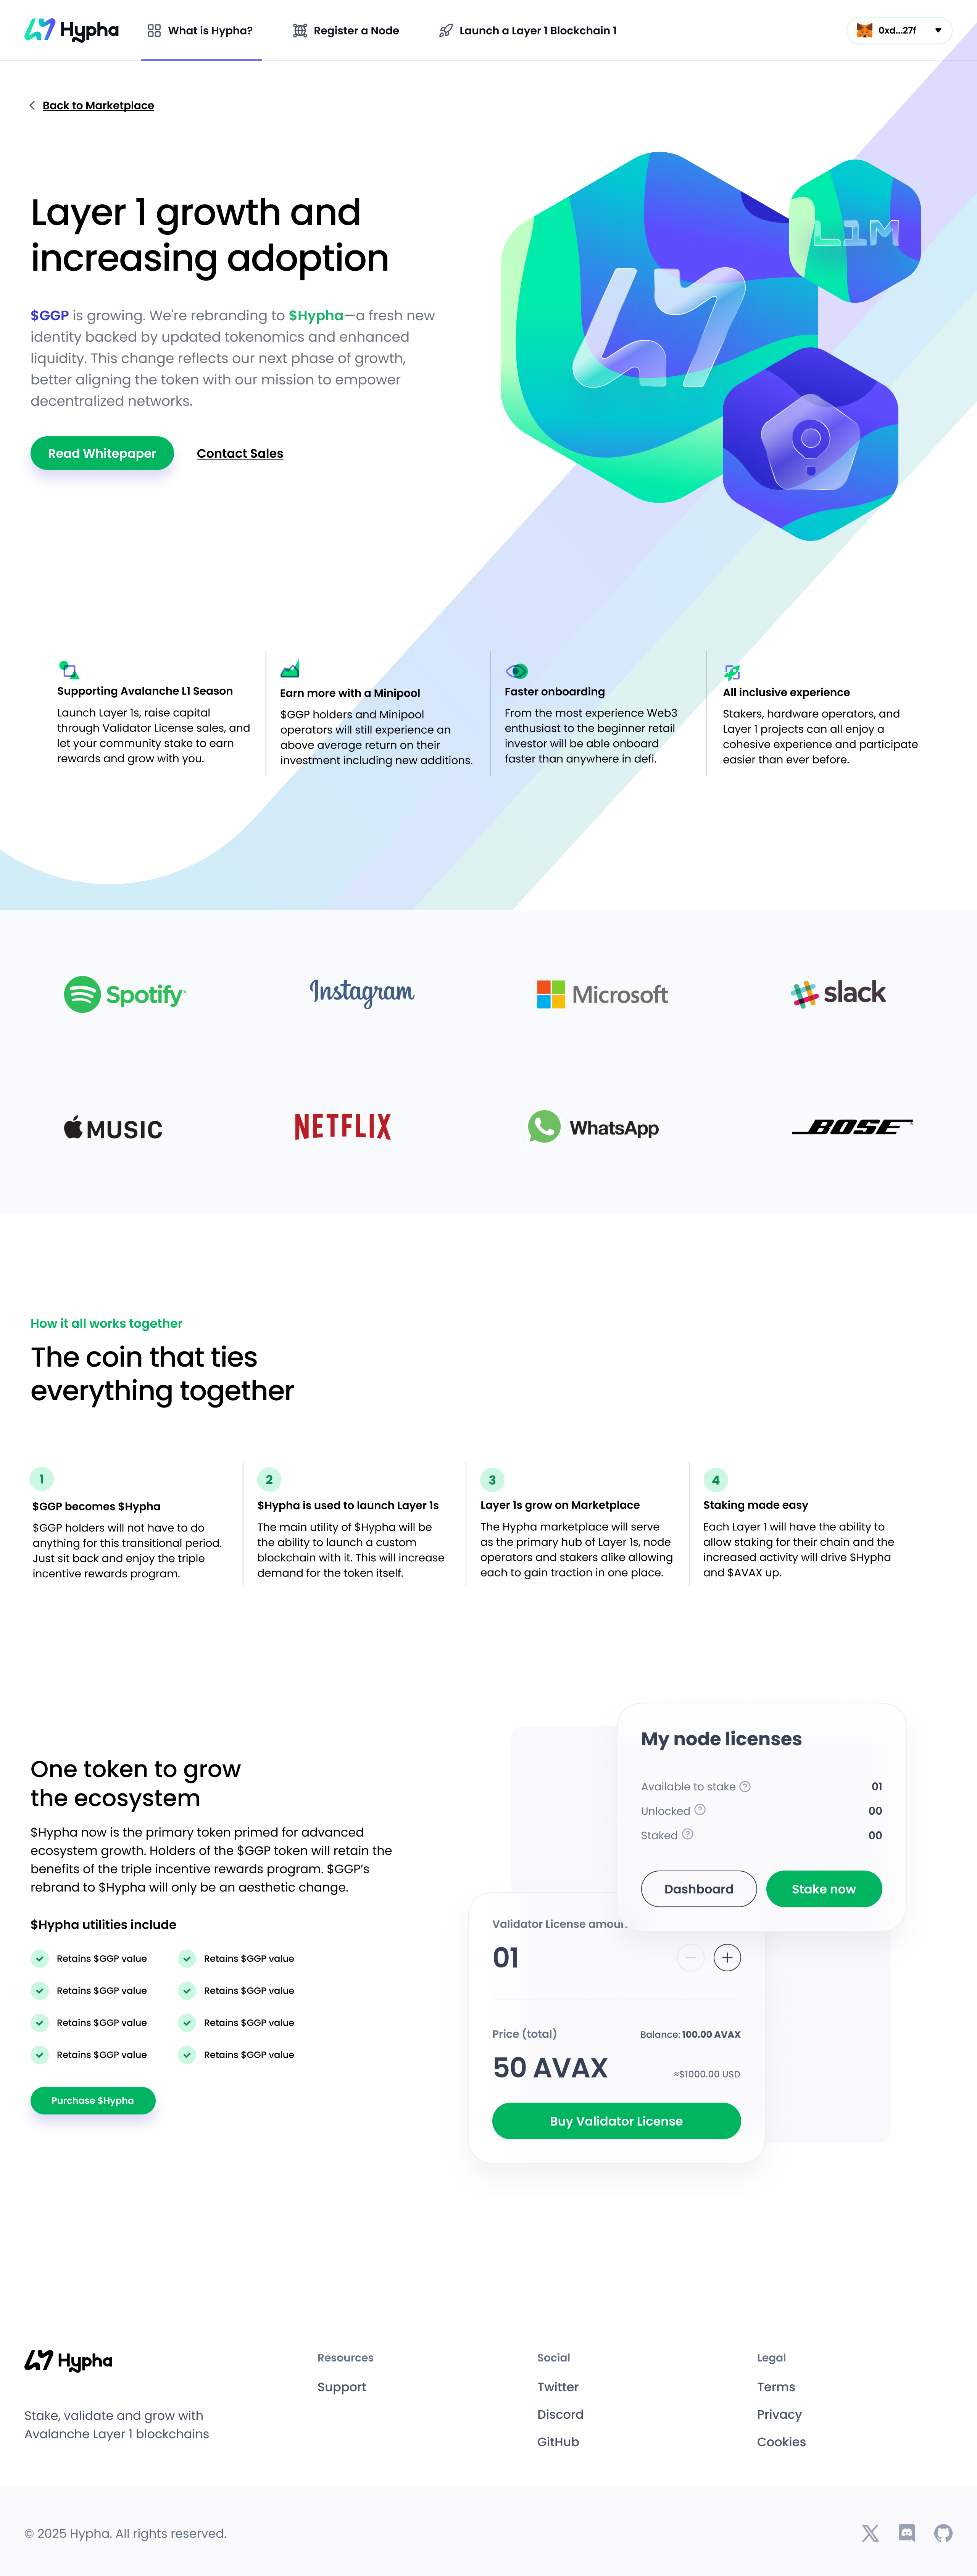 Hypha
What is Hypha?
Register a Node
Launch a Layer 1 Blockchain 1
0xd...27f
Back to Marketplace
Layer 1 growth and
increasing adoption
$GGP is growing. We're rebranding to $Hypha—a fresh new
identity backed by updated tokenomics and enhanced
liquidity. This change reflects our next phase of growth,
better aligning the token with our mission to empower
decentralized networks.
Read Whitepaper
Contact Sales
L1M
Supporting Avalanche L1 Season
Launch Layer 1s, raise capital
through Validator License sales, and
let your community stake to earn
rewards and grow with you.
Earn more with a Minipool
$GGP holders and Minipool
operators will still experience an
above average return on their
investment including new additions.
Faster onboarding
From the most experience Web3
enthusiast to the beginner retail
investor will be able onboard
faster than anywhere in defi.
All inclusive experience
Stakers, hardware operators, and
Layer 1 projects can all enjoy a
cohesive experience and participate
easier than ever before.
Spotify®
Instagram
Microsoft
slack
MUSIC
NETFLIX
WhatsApp
BOSE
How it all works together
The coin that ties
everything together
1
$GGP becomes $Hypha
$GGP holders will not have to do
anything for this transitional period.
Just sit back and enjoy the triple
incentive rewards program.
2
$Hypha is used to launch Layer 1s
The main utility of $Hypha will be
the ability to launch a custom
blockchain with it. This will increase
demand for the token itself.
3
Layer 1s grow on Marketplace
The Hypha marketplace will serve
as the primary hub of Layer 1s, node
operators and stakers alike allowing
each to gain traction in one place.
4
Staking made easy
Each Layer 1 will have the ability to
allow staking for their chain and the
increased activity will drive $Hypha
and $AVAX up.
One token to grow
the ecosystem
$Hypha now is the primary token primed for advanced
ecosystem growth. Holders of the $GGP token will retain the
benefits of the triple incentive rewards program. $GGP's
rebrand to $Hypha will only be an aesthetic change.
$Hypha utilities include
Retains $GGP value
Retains $GGP value
Retains $GGP value
Retains $GGP value
Retains $GGP value
Retains $GGP value
Retains $GGP value
Retains $GGP value
Purchase $Hypha
My node licenses
Available to stake ? 01
Unlocked ? 00
Staked ? 00
Dashboard
Stake now
Validator License amoun
01
Price (total)
Balance: 100.00 AVAX
50 AVAX
≈$1000.00 USD
Buy Validator License
Hypha
Stake, validate and grow with
Avalanche Layer 1 blockchains
Resources
Support
Social
Twitter
Discord
GitHub
Legal
Terms
Privacy
Cookies
© 2025 Hypha. All rights reserved.